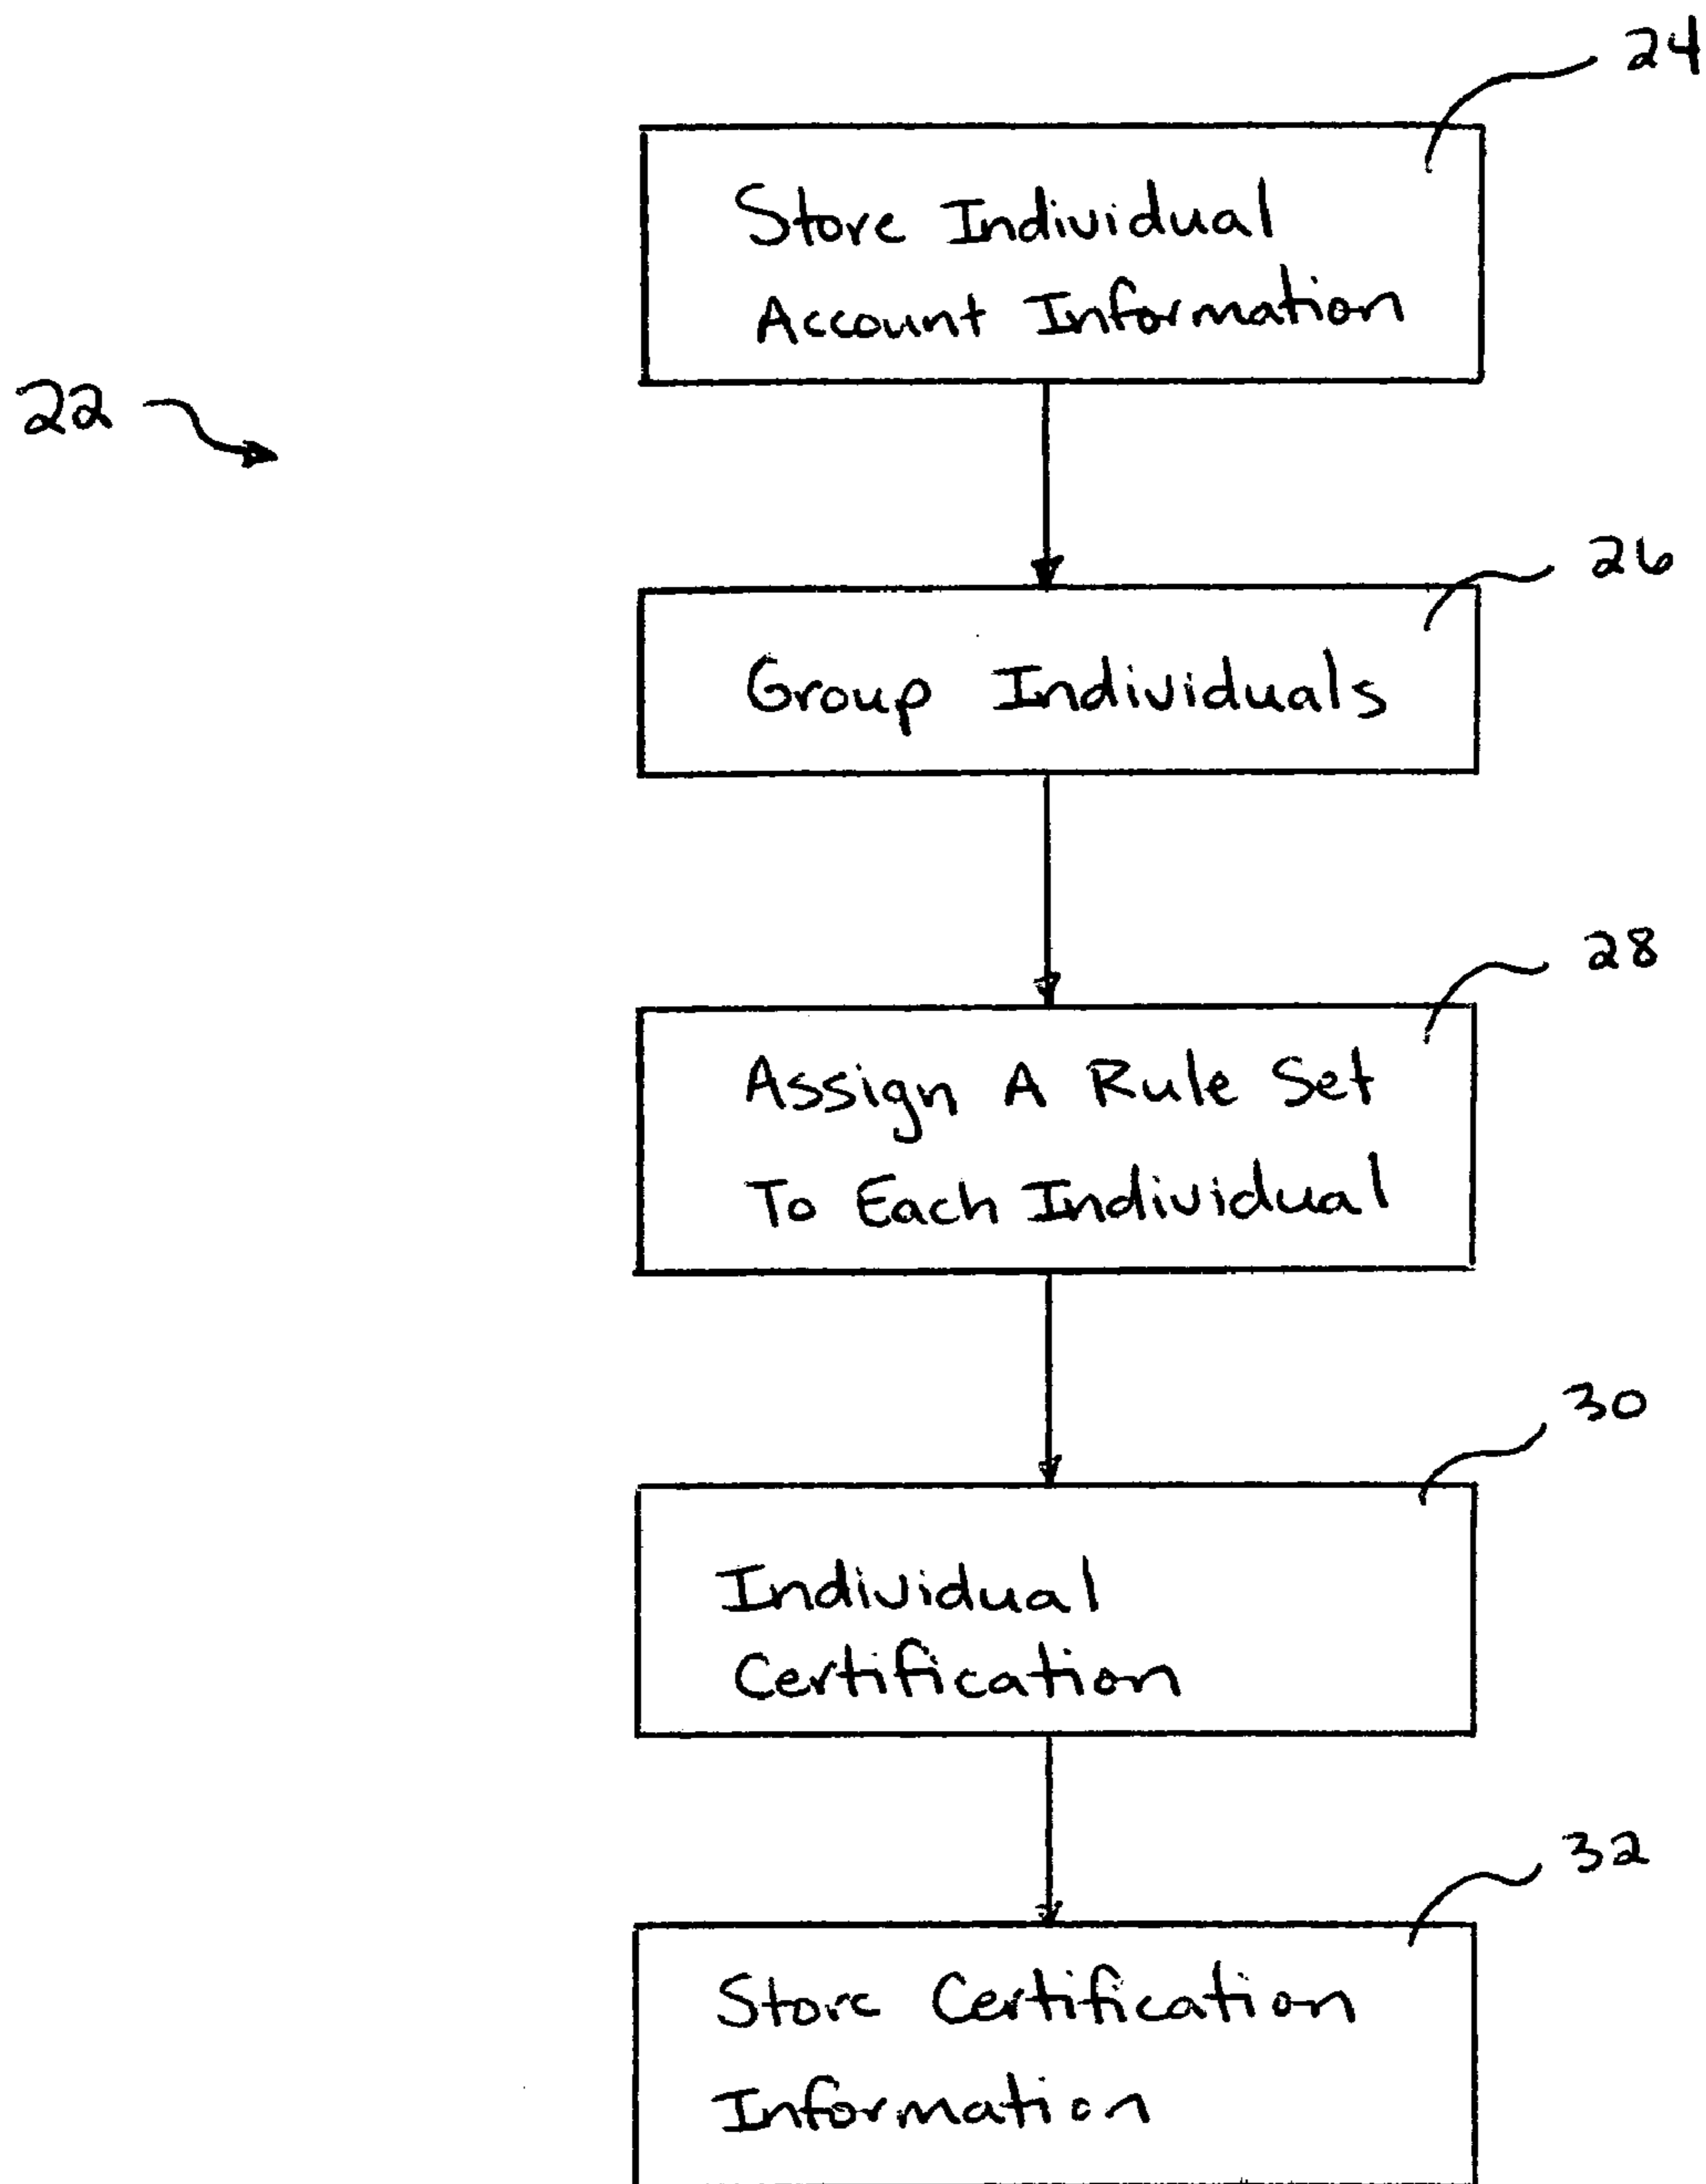 24
Store Individual
Account Information
22
26
Group Individuals
28
Assign A Rule Set
To Each Individual
30
Individual
Certification
32
Store Certification
Information